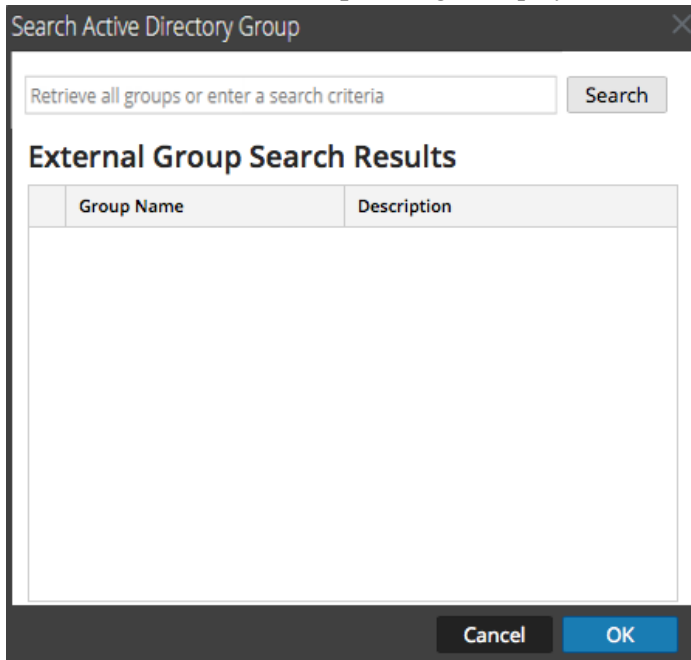 Search Active Directory Group
Retrieve all groups or enter a search criteria
Search
External Group Search Results
Group Name Description
Cancel OK